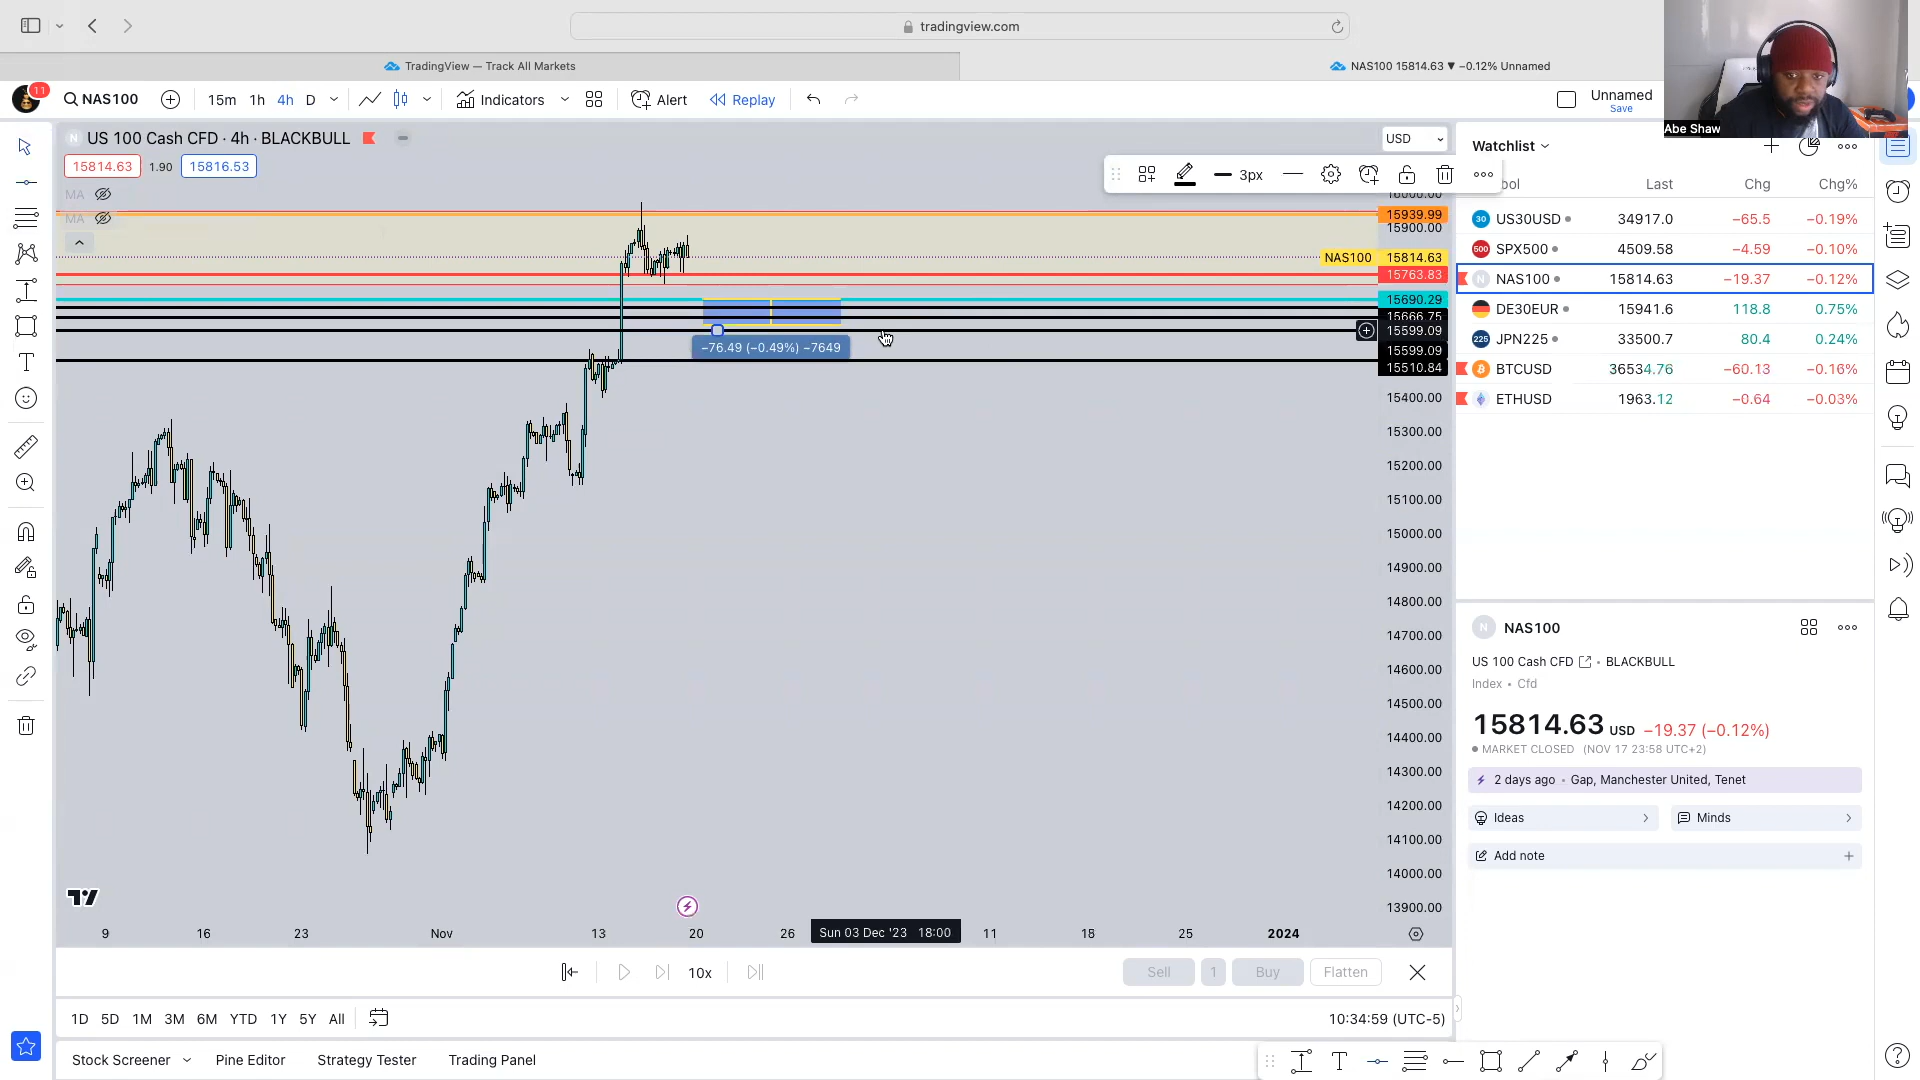 tradingview.com
TradingView — Track All Markets
NAS100 15814.63 ▼ −0.12% Unnamed
Abe Shaw
11
NAS100
15m 1h 4h D
Indicators
Alert
Replay
Unnamed
Save
N US 100 Cash CFD · 4h · BLACKBULL
15814.63 1.90 15816.53
MA
MA
USD
3px
15939.99
15900.00
NAS100 15814.63
15763.83
15690.29
15666.75
15599.09
15599.09
15510.84
15400.00
15300.00
15200.00
15100.00
15000.00
14900.00
14800.00
14700.00
14600.00
14500.00
14400.00
14300.00
14200.00
14100.00
14000.00
13900.00
−76.49 (−0.49%) −7649
9 16 23 Nov 13 20 26 Sun 03 Dec '23 18:00 11 18 25 2024
10x
Sell 1 Buy Flatten
1D 5D 1M 3M 6M YTD 1Y 5Y All
10:34:59 (UTC-5)
Stock Screener Pine Editor Strategy Tester Trading Panel
Watchlist
bol Last Chg Chg%
30 US30USD 34917.0 −65.5 −0.19%
500 SPX500 4509.58 −4.59 −0.10%
N NAS100 15814.63 −19.37 −0.12%
DE30EUR 15941.6 118.8 0.75%
225 JPN225 33500.7 80.4 0.24%
BTCUSD 36534.76 −60.13 −0.16%
ETHUSD 1963.12 −0.64 −0.03%
N NAS100
US 100 Cash CFD • BLACKBULL
Index • Cfd
15814.63 USD −19.37 (−0.12%)
MARKET CLOSED (NOV 17 23:58 UTC+2)
2 days ago • Gap, Manchester United, Tenet
Ideas
Minds
Add note